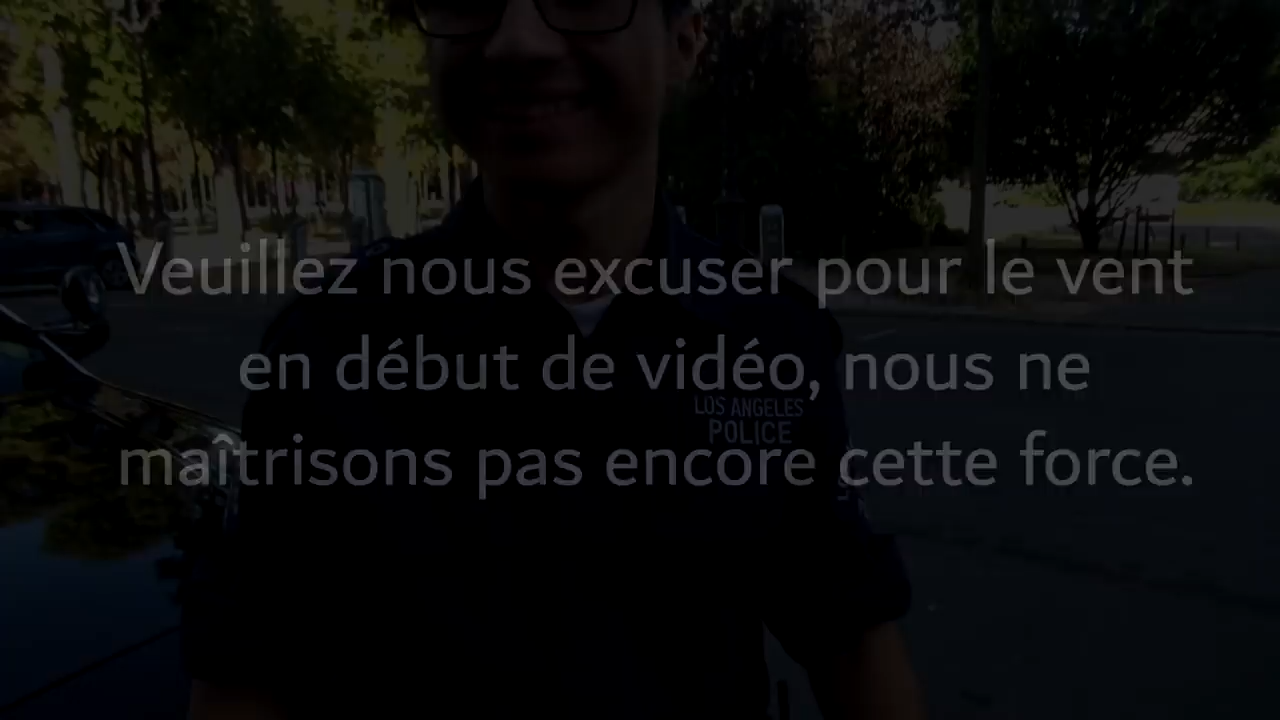 Veuillez nous excuser pour le vent
en début de vidéo, nous ne
LOS ANGELES
POLICE
maîtrisons pas encore cette force.